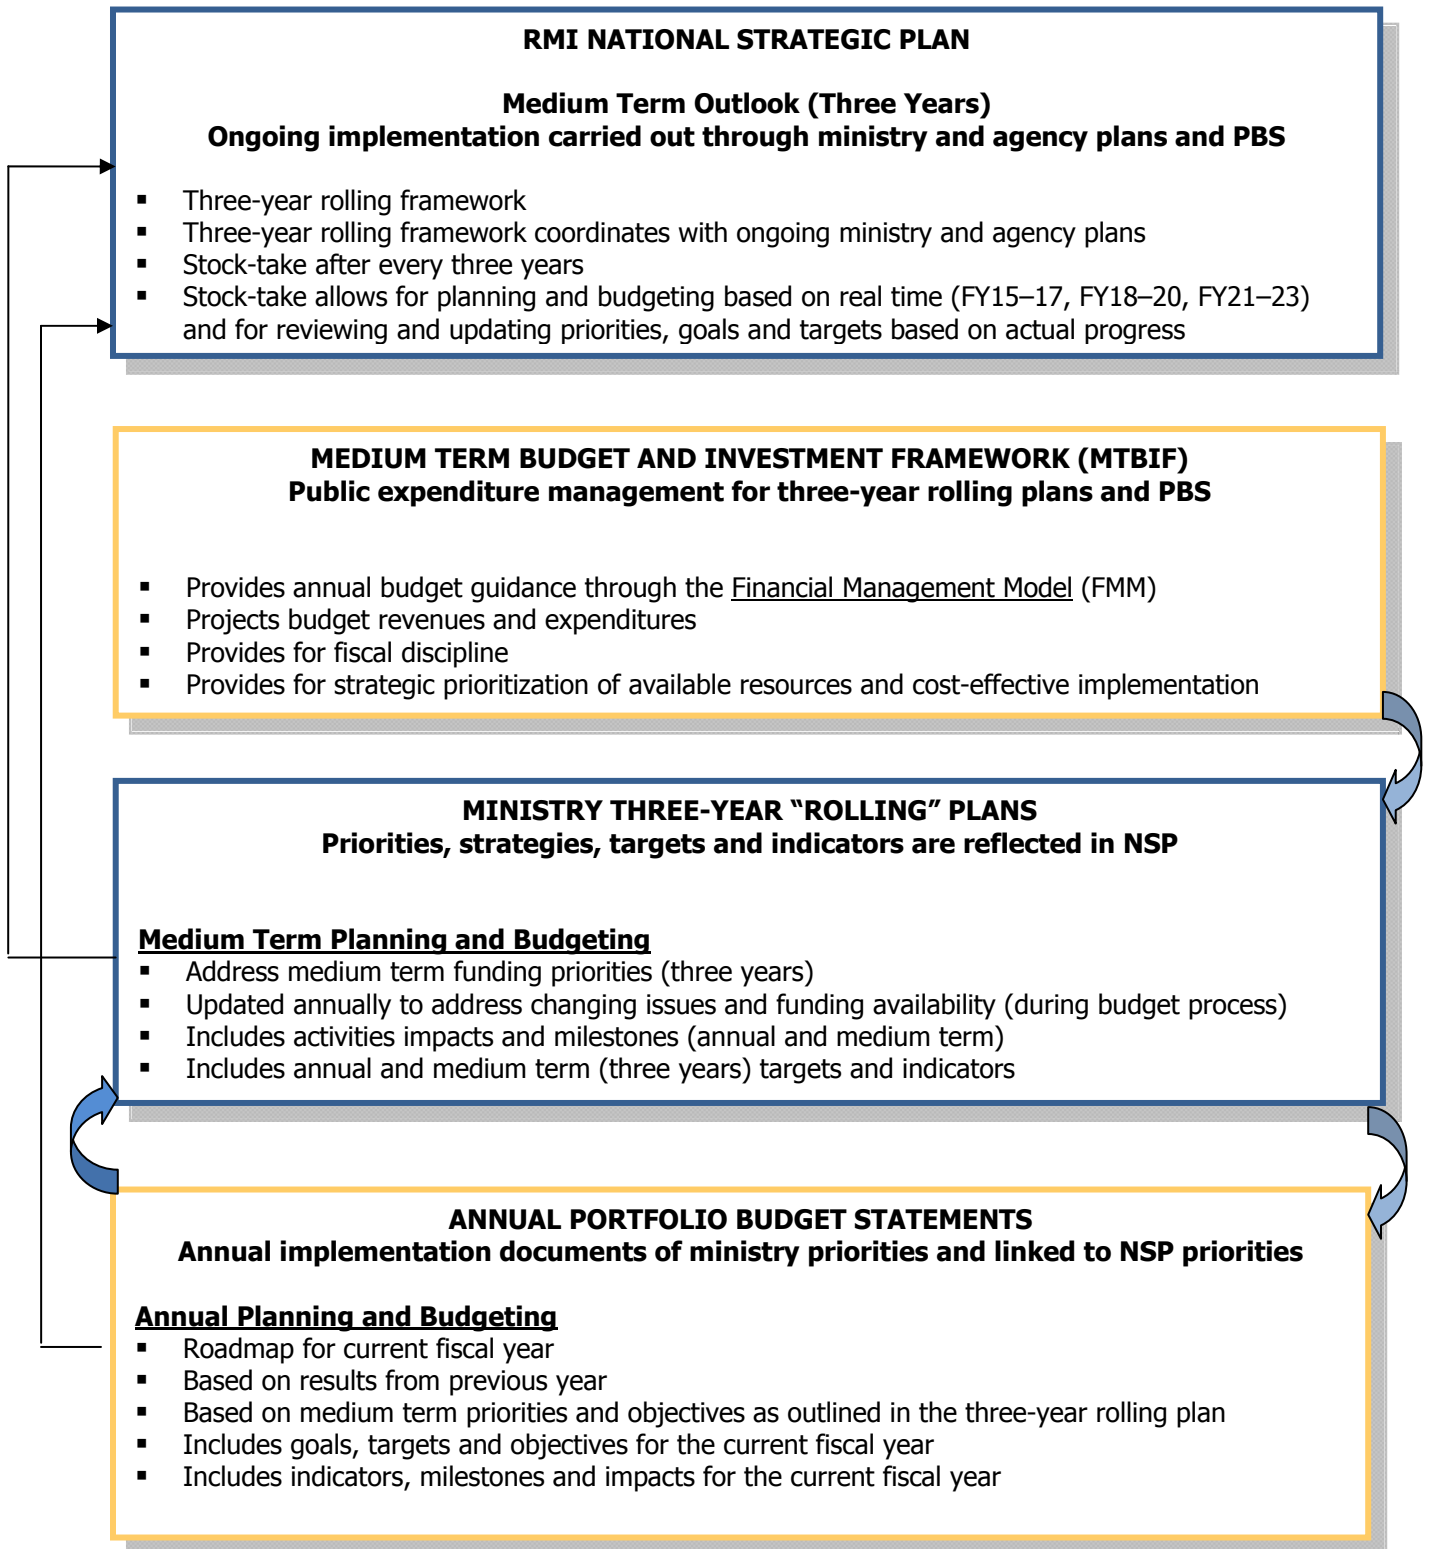 RMI NATIONAL STRATEGIC PLAN
Medium Term Outlook (Three Years)
Ongoing implementation carried out through ministry and agency plans and PBS
▪ Three-year rolling framework
▪ Three-year rolling framework coordinates with ongoing ministry and agency plans
▪ Stock-take after every three years
▪ Stock-take allows for planning and budgeting based on real time (FY15–17, FY18–20, FY21–23)
and for reviewing and updating priorities, goals and targets based on actual progress
MEDIUM TERM BUDGET AND INVESTMENT FRAMEWORK (MTBIF)
Public expenditure management for three-year rolling plans and PBS
▪ Provides annual budget guidance through the Financial Management Model (FMM)
▪ Projects budget revenues and expenditures
▪ Provides for fiscal discipline
▪ Provides for strategic prioritization of available resources and cost-effective implementation
MINISTRY THREE-YEAR “ROLLING” PLANS
Priorities, strategies, targets and indicators are reflected in NSP
Medium Term Planning and Budgeting
▪ Address medium term funding priorities (three years)
▪ Updated annually to address changing issues and funding availability (during budget process)
▪ Includes activities impacts and milestones (annual and medium term)
▪ Includes annual and medium term (three years) targets and indicators
ANNUAL PORTFOLIO BUDGET STATEMENTS
Annual implementation documents of ministry priorities and linked to NSP priorities
Annual Planning and Budgeting
▪ Roadmap for current fiscal year
▪ Based on results from previous year
▪ Based on medium term priorities and objectives as outlined in the three-year rolling plan
▪ Includes goals, targets and objectives for the current fiscal year
▪ Includes indicators, milestones and impacts for the current fiscal year